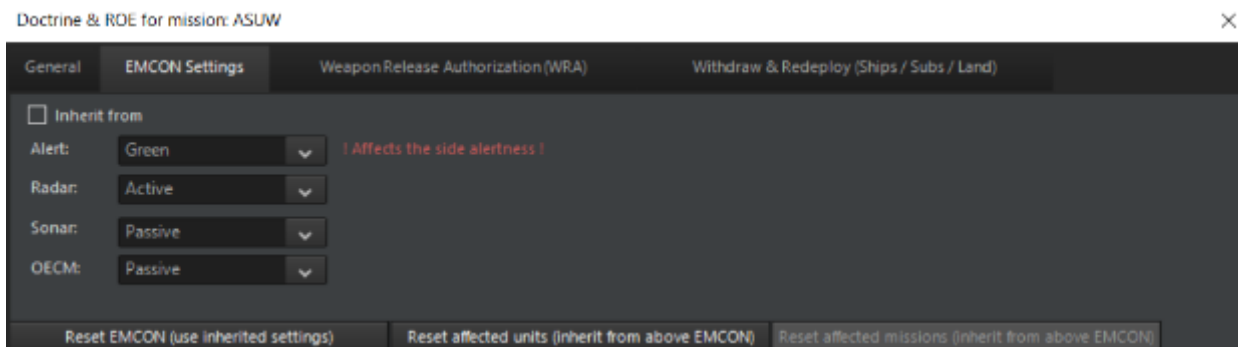 Doctrine & ROE for mission: ASUW
General EMCON Settings Weapon Release Authorization (WRA) Withdraw & Redeploy (Ships / Subs / Land)
Inherit from
Alert: Green ! Affects the side alertness !
Radar: Active
Sonar: Passive
OECM: Passive
Reset EMCON (use inherited settings) Reset affected units (inherit from above EMCON) Reset affected missions (inherit from above EMCON)